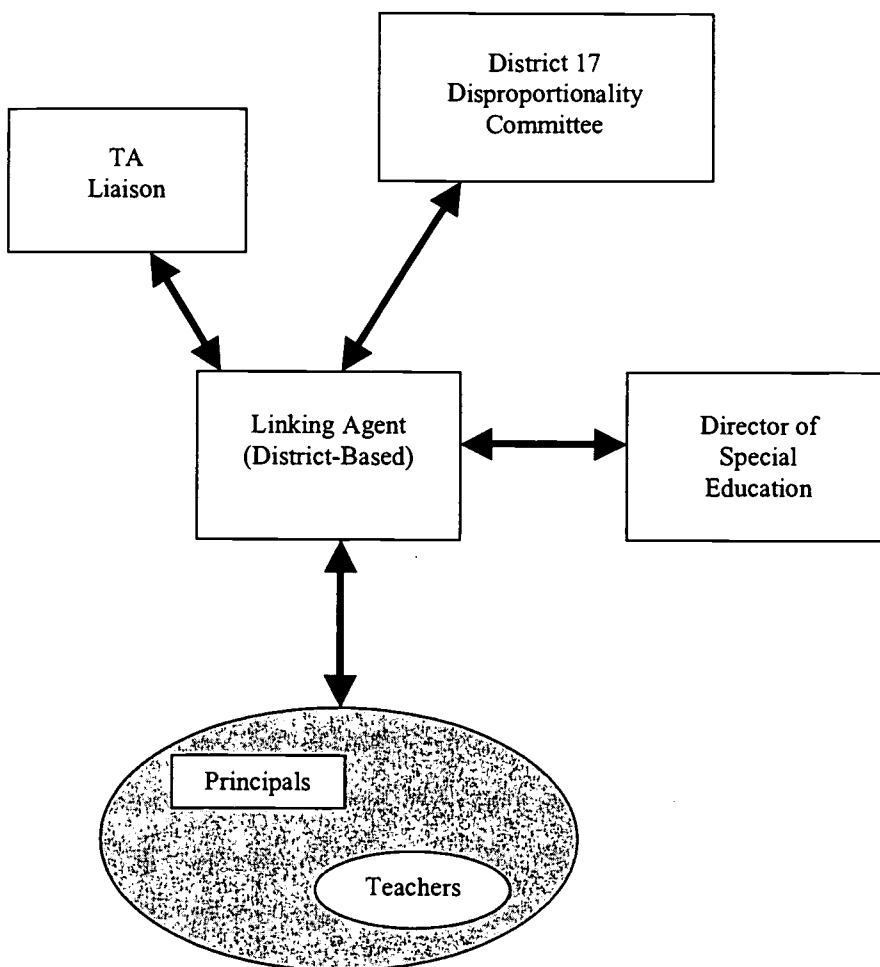 District 17
Disproportionality
Committee
TA
Liaison
Linking Agent
(District-Based)
Director of
Special
Education
Principals
Teachers